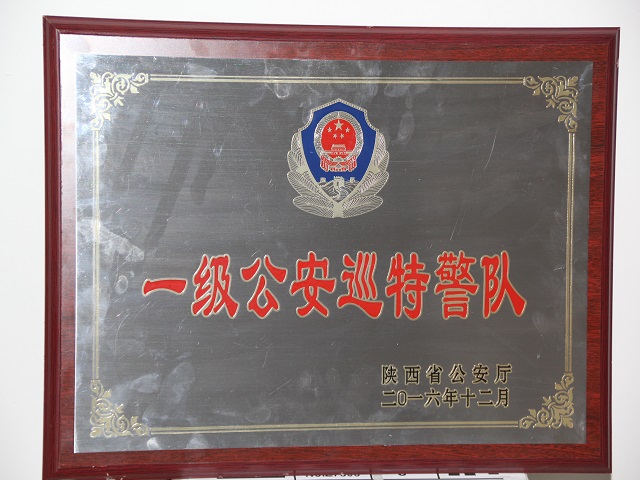 一级公安巡特警队
陕西省公安厅
二〇一六年十二月